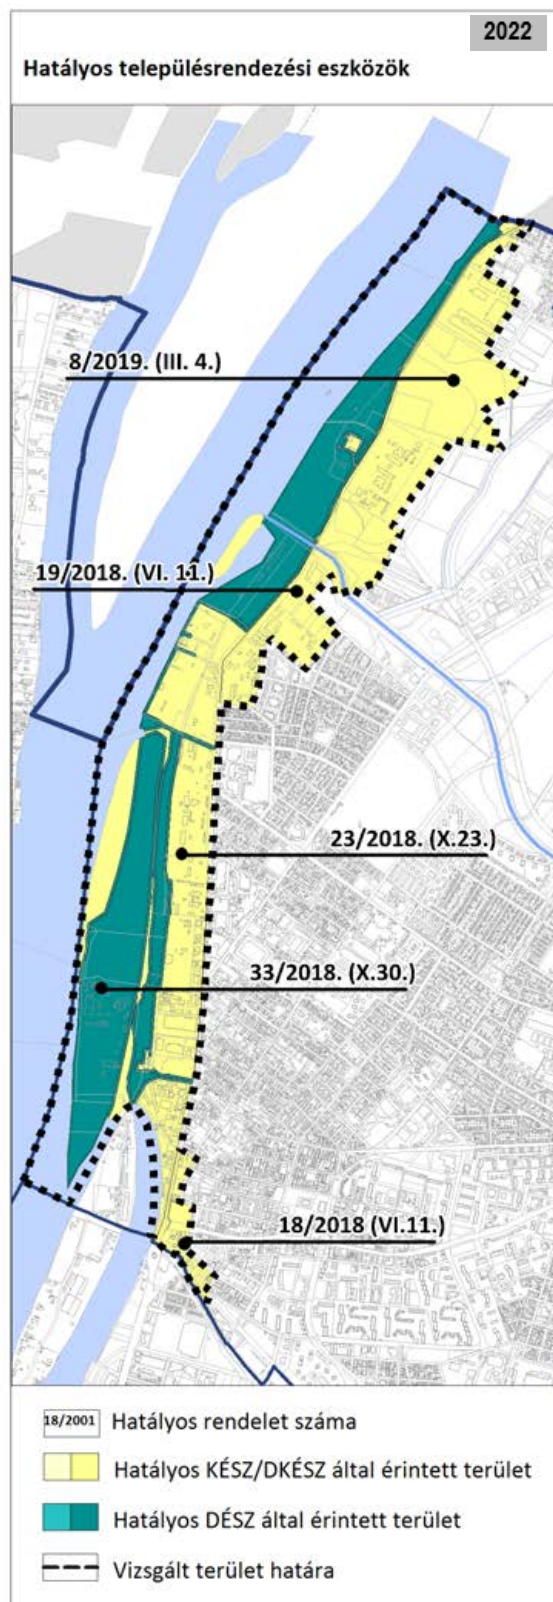 2022
Hatályos településrendezési eszközök
8/2019. (III. 4.)
19/2018. (VI. 11.)
23/2018. (X.23.)
33/2018. (X.30.)
18/2018 (VI.11.)
18/2001 Hatályos rendelet száma
Hatályos KÉSZ/DKÉSZ által érintett terület
Hatályos DÉSZ által érintett terület
Vizsgált terület határa